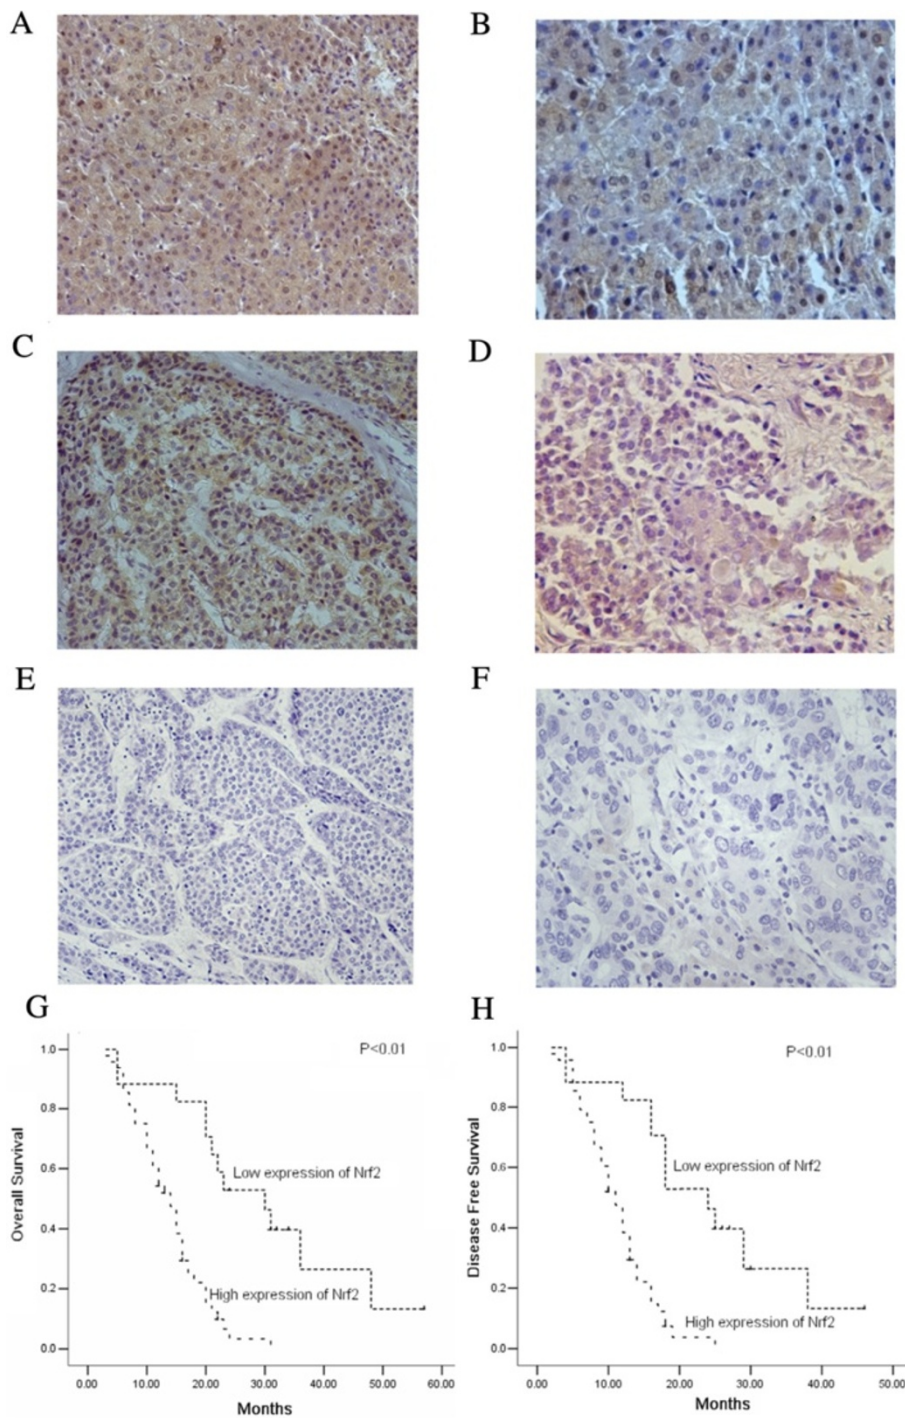 A
B
C
D
E
F
G
H
P<0.01
1.0
0.8
0.6
0.4
0.2
0.0
Overall Survival
Low expression of Nrf2
High expression of Nrf2
0.00 10.00 20.00 30.00 40.00 50.00 60.00
Months
P<0.01
1.0
0.8
0.6
0.4
0.2
0.0
Disease Free Survival
Low expression of Nrf2
High expression of Nrf2
0.00 10.00 20.00 30.00 40.00 50.00
Months